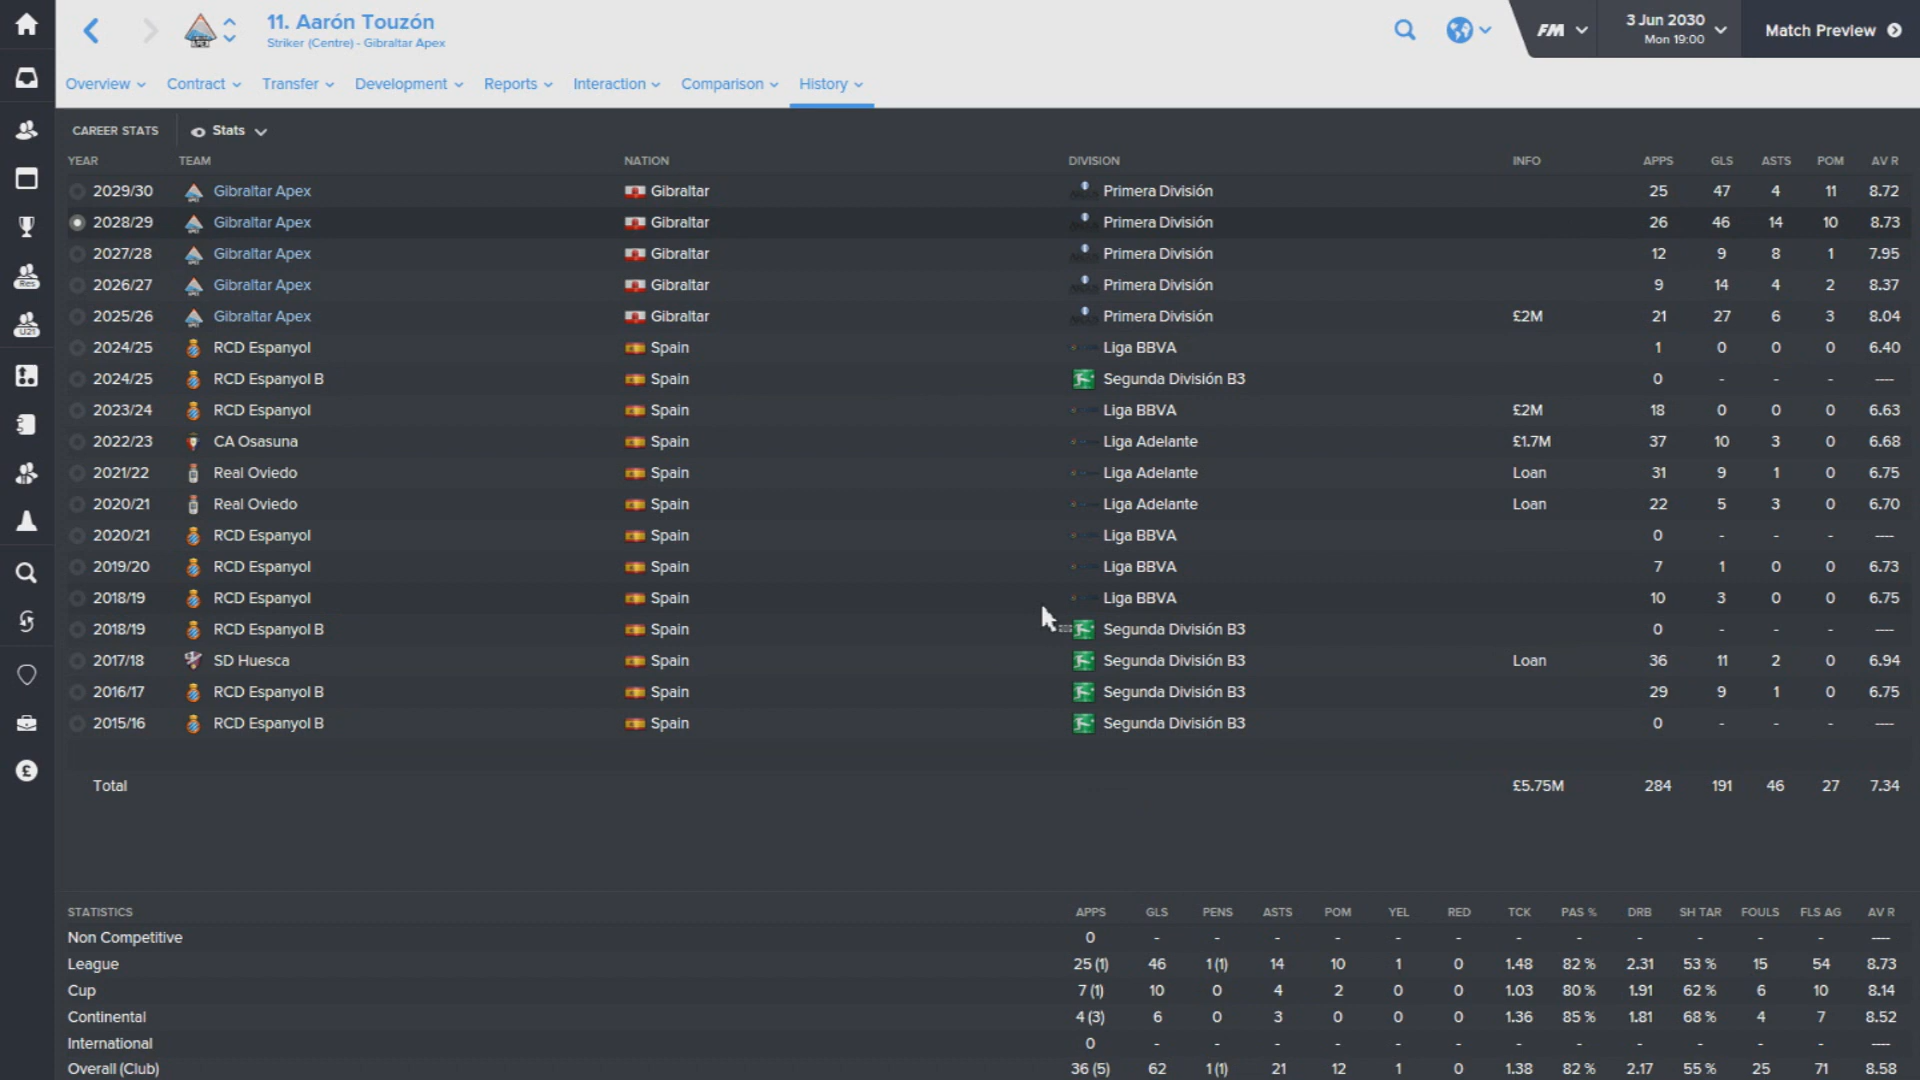 11. Aarón Touzón
Striker (Centre) - Gibraltar Apex
FM
3 Jun 2030
Mon 19:00
Match Preview
Overview Contract Transfer Development Reports Interaction Comparison History
CAREER STATS Stats
YEAR TEAM NATION DIVISION INFO APPS GLS ASTS POM AV R
2029/30 Gibraltar Apex Gibraltar Primera División 25 47 4 11 8.72
2028/29 Gibraltar Apex Gibraltar Primera División 26 46 14 10 8.73
2027/28 Gibraltar Apex Gibraltar Primera División 12 9 8 1 7.95
2026/27 Gibraltar Apex Gibraltar Primera División 9 14 4 2 8.37
2025/26 Gibraltar Apex Gibraltar Primera División £2M 21 27 6 3 8.04
2024/25 RCD Espanyol Spain Liga BBVA 1 0 0 0 6.40
2024/25 RCD Espanyol B Spain Segunda División B3 0 - - - ----
2023/24 RCD Espanyol Spain Liga BBVA £2M 18 0 0 0 6.63
2022/23 CA Osasuna Spain Liga Adelante £1.7M 37 10 3 0 6.68
2021/22 Real Oviedo Spain Liga Adelante Loan 31 9 1 0 6.75
2020/21 Real Oviedo Spain Liga Adelante Loan 22 5 3 0 6.70
2020/21 RCD Espanyol Spain Liga BBVA 0 - - - ----
2019/20 RCD Espanyol Spain Liga BBVA 7 1 0 0 6.73
2018/19 RCD Espanyol Spain Liga BBVA 10 3 0 0 6.75
2018/19 RCD Espanyol B Spain Segunda División B3 0 - - - ----
2017/18 SD Huesca Spain Segunda División B3 Loan 36 11 2 0 6.94
2016/17 RCD Espanyol B Spain Segunda División B3 29 9 1 0 6.75
2015/16 RCD Espanyol B Spain Segunda División B3 0 - - - ----
Total £5.75M 284 191 46 27 7.34
STATISTICS APPS GLS PENS ASTS POM YEL RED TCK PAS % DRB SH TAR FOULS FLS AG AV R
Non Competitive 0 - - - - - - - - - - - - ----
League 25 (1) 46 1 (1) 14 10 1 0 1.48 82 % 2.31 53 % 15 54 8.73
Cup 7 (1) 10 0 4 2 0 0 1.03 80 % 1.91 62 % 6 10 8.14
Continental 4 (3) 6 0 3 0 0 0 1.36 85 % 1.81 68 % 4 7 8.52
International 0 - - - - - - - - - - - - ----
Overall (Club) 36 (5) 62 1 (1) 21 12 1 0 1.38 82 % 2.17 55 % 25 71 8.58
Res
U21